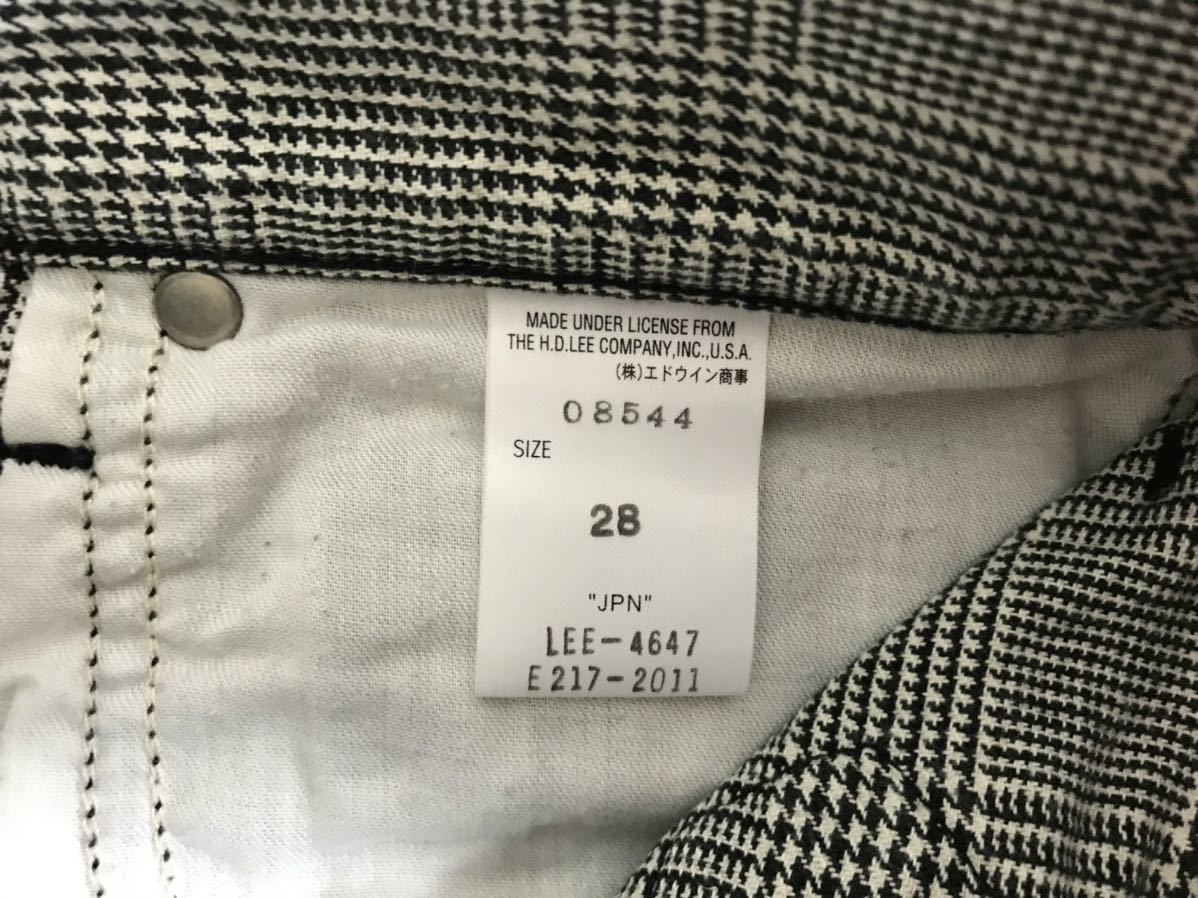 MADE UNDER LICENSE FROM
THE H.D.LEE COMPANY,INC.,U.S.A.
(株)エドウイン商事
08544
SIZE
28
"JPN"
LEE-4647
E217-2011